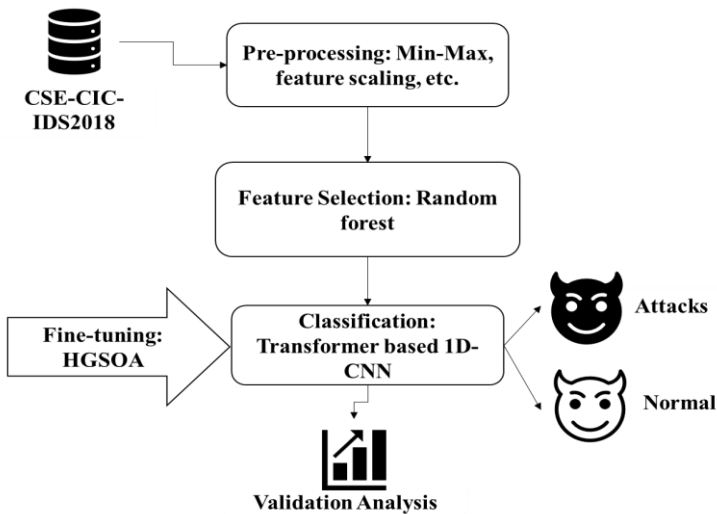 CSE-CIC-
IDS2018
Pre-processing: Min-Max,
feature scaling, etc.
Feature Selection: Random
forest
Fine-tuning:
HGSOA
Classification:
Transformer based 1D-
CNN
Attacks
Normal
Validation Analysis